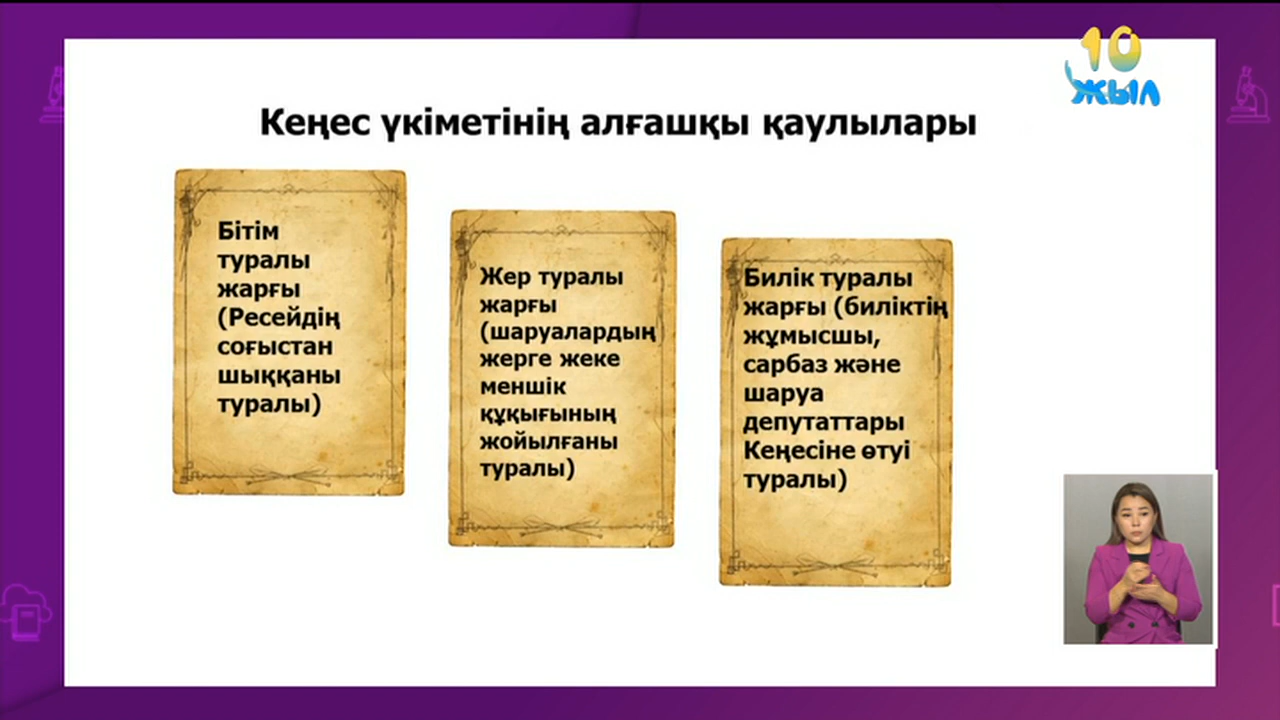 10
ЖЫЛ
Кеңес үкіметінің алғашқы қаулылары
Бітім
туралы
жарғы
(Ресейдің
соғыстан
шыққаны
туралы)
Жер туралы
жарғы
(шаруалардың
жерге жеке
меншік
құқығының
жойылғаны
туралы)
Билік туралы
жарғы (биліктің
жұмысшы,
сарбаз және
шаруа
депутаттары
Кеңесіне өтуі
туралы)